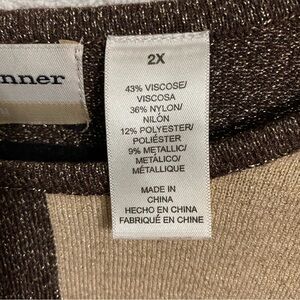 nner
2X
43% VISCOSE/
VISCOSA
36% NYLON/
NILÓN
12% POLYESTER/
POLIÉSTER
9% METALLIC/
METÁLICO/
MÉTALLIQUE
MADE IN
CHINA
HECHO EN CHINA
FABRIQUÉ EN CHINE